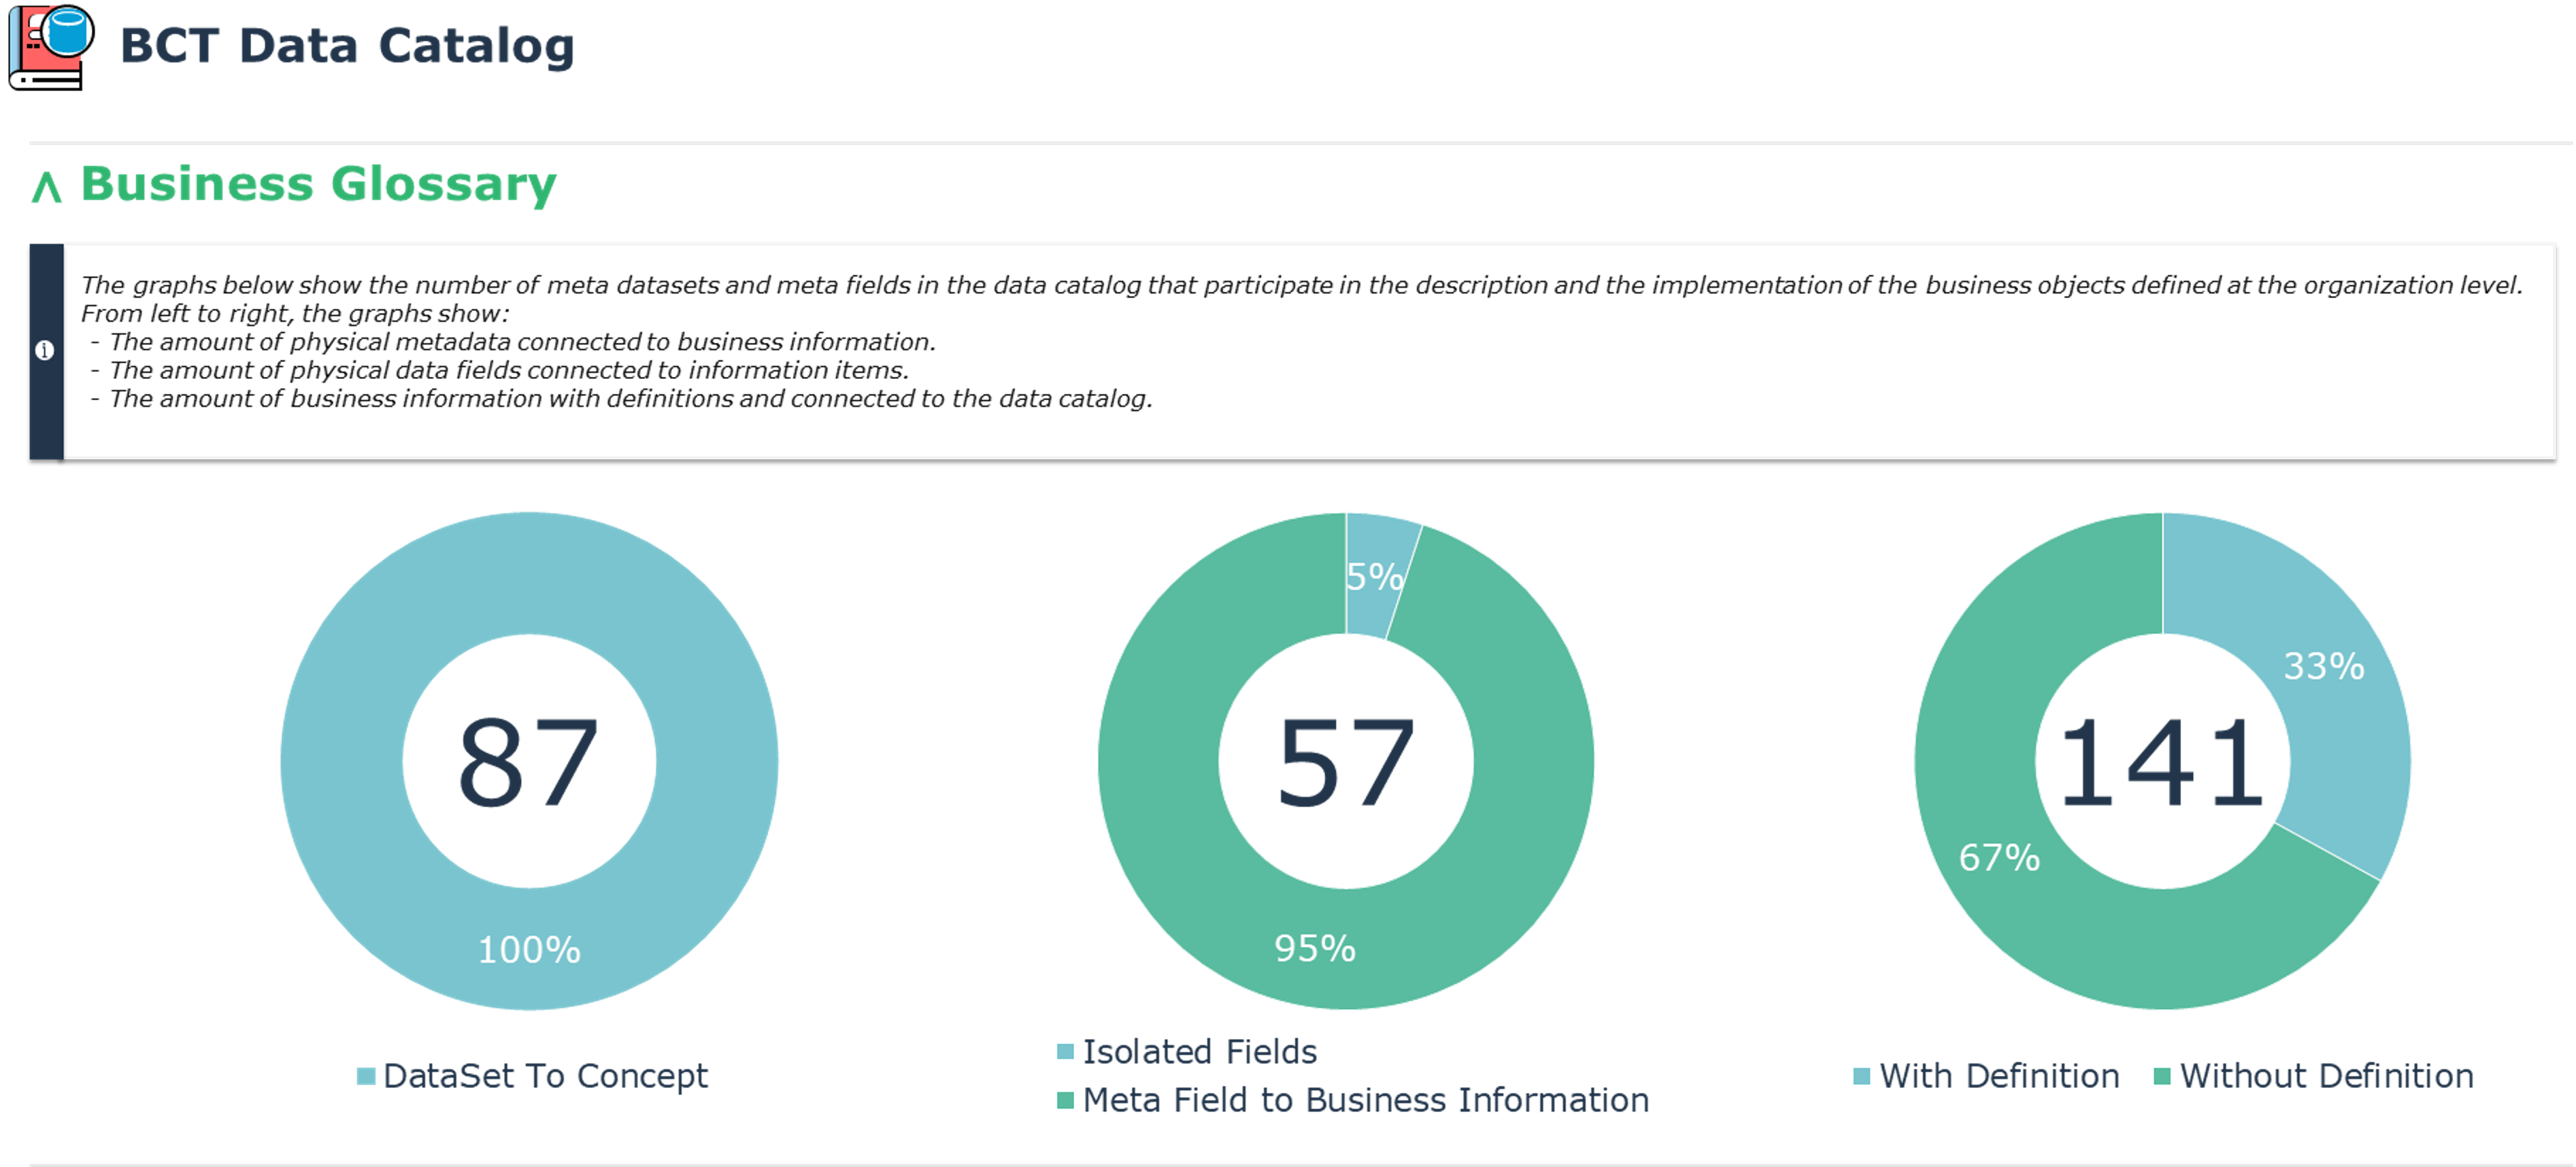 BCT Data Catalog
Business Glossary
The graphs below show the number of meta datasets and meta fields in the data catalog that participate in the description and the implementation of the business objects defined at the organization level.
From left to right, the graphs show:
- The amount of physical metadata connected to business information.
- The amount of physical data fields connected to information items.
- The amount of business information with definitions and connected to the data catalog.
87
100%
DataSet To Concept
5%
57
95%
Isolated Fields
Meta Field to Business Information
33%
141
67%
With Definition
Without Definition